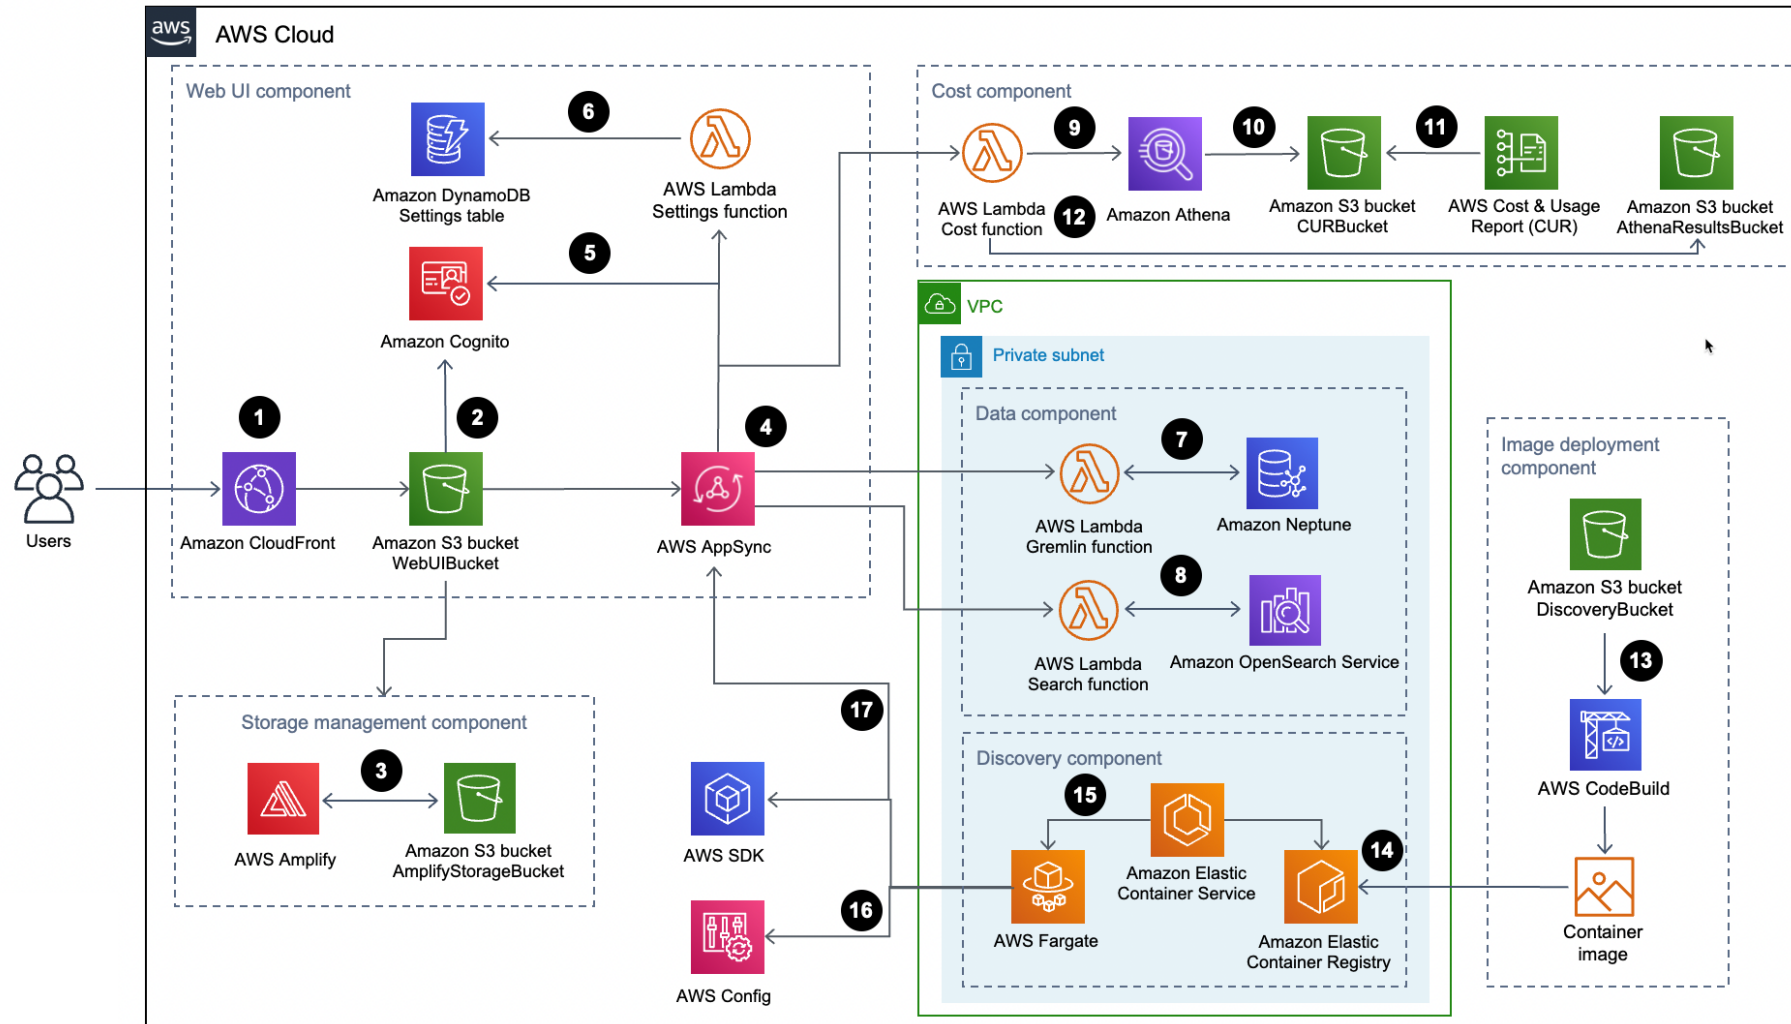 aws
AWS Cloud
Web UI component
6
Amazon DynamoDB
Settings table
AWS Lambda
Settings function
5
Amazon Cognito
1
2
4
Users
Amazon CloudFront
Amazon S3 bucket
WebUIBucket
AWS AppSync
Cost component
9
10
11
AWS Lambda
Cost function
12
Amazon Athena
Amazon S3 bucket
CURBucket
AWS Cost & Usage
Report (CUR)
Amazon S3 bucket
AthenaResultsBucket
VPC
Private subnet
Data component
7
AWS Lambda
Gremlin function
Amazon Neptune
8
AWS Lambda
Search function
Amazon OpenSearch Service
Image deployment
component
Amazon S3 bucket
DiscoveryBucket
13
AWS CodeBuild
Container
image
Storage management component
3
AWS Amplify
Amazon S3 bucket
AmplifyStorageBucket
17
AWS SDK
16
AWS Config
Discovery component
15
14
Amazon Elastic
Container Service
AWS Fargate
Amazon Elastic
Container Registry